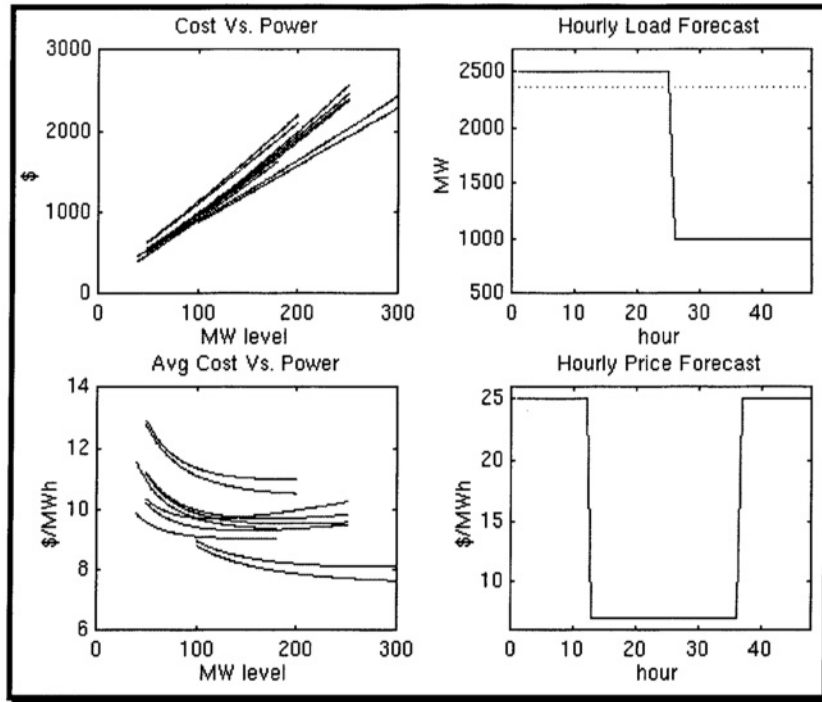 Cost Vs. Power
3000
2000
1000
0
$
0 100 200 300
MW level
Hourly Load Forecast
2500
2000
1500
1000
500
MW
0 10 20 30 40
hour
Avg Cost Vs. Power
14
12
10
8
6
$/MWh
0 100 200 300
MW level
Hourly Price Forecast
25
20
15
10
$/MWh
0 10 20 30 40
hour